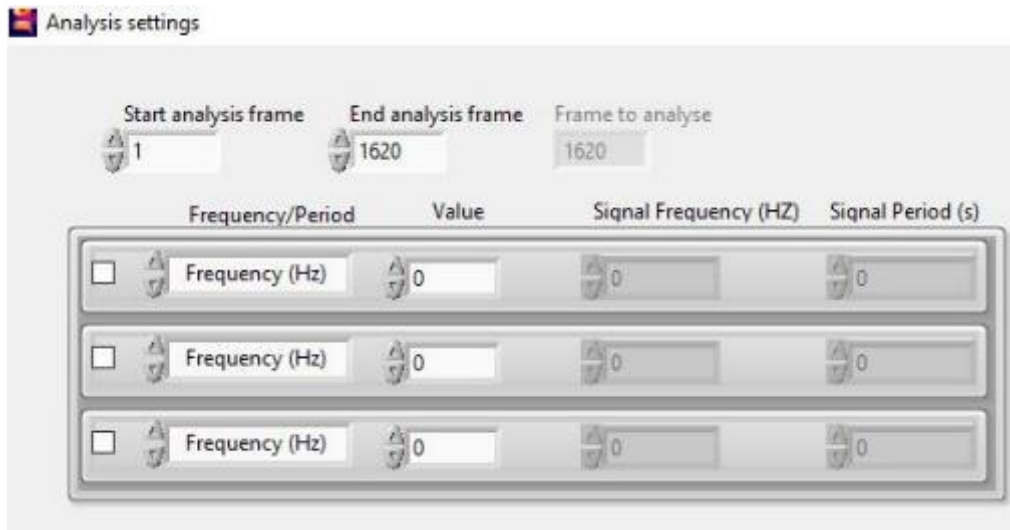 Analysis settings
Start analysis frame End analysis frame Frame to analyse
1 1620 1620
Frequency/Period Value Signal Frequency (HZ) Signal Period (s)
Frequency (Hz) 0 0 0
Frequency (Hz) 0 0 0
Frequency (Hz) 0 0 0